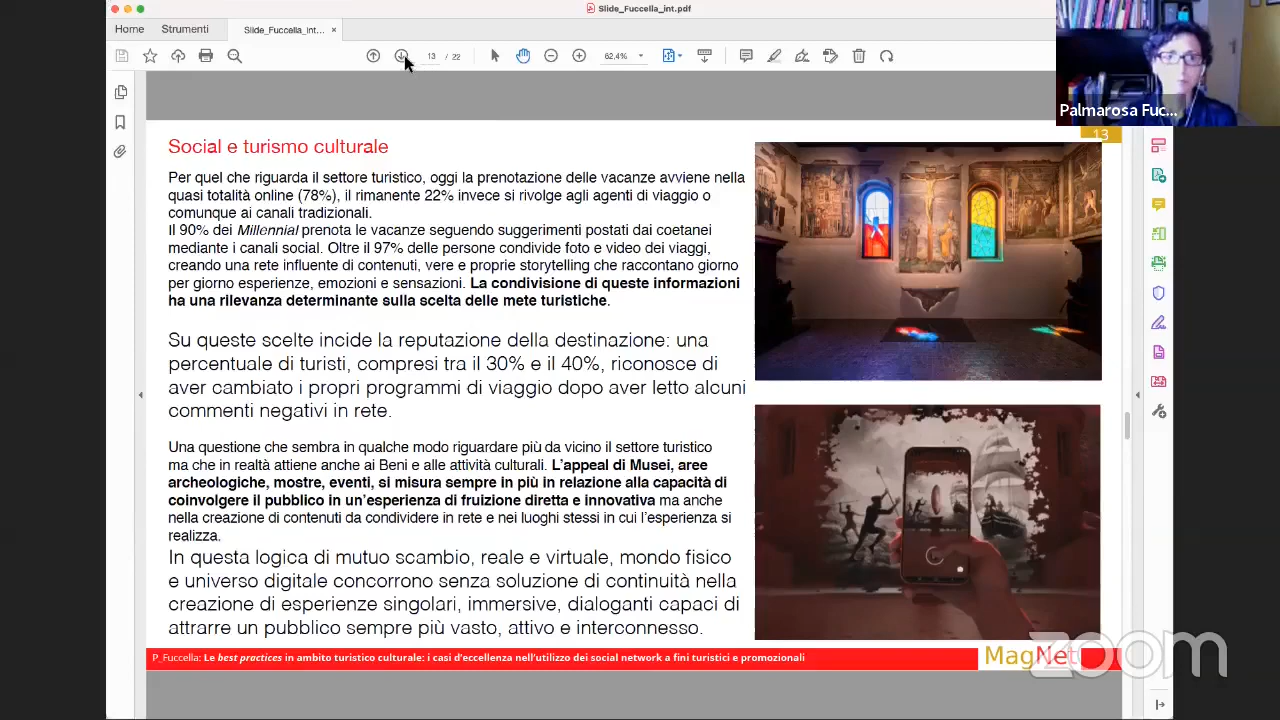 Slide_Fuccella_int.pdf
Home
Strumenti
Slide_Fuccella_int...
×
13 / 22
62,4%
Palmarosa Fuc...
13
Social e turismo culturale
Per quel che riguarda il settore turistico, oggi la prenotazione delle vacanze avviene nella
quasi totalità online (78%), il rimanente 22% invece si rivolge agli agenti di viaggio o
comunque ai canali tradizionali.
Il 90% dei Millennial prenota le vacanze seguendo suggerimenti postati dai coetanei
mediante i canali social. Oltre il 97% delle persone condivide foto e video dei viaggi,
creando una rete influente di contenuti, vere e proprie storytelling che raccontano giorno
per giorno esperienze, emozioni e sensazioni. La condivisione di queste informazioni
ha una rilevanza determinante sulla scelta delle mete turistiche.
Su queste scelte incide la reputazione della destinazione: una
percentuale di turisti, compresi tra il 30% e il 40%, riconosce di
aver cambiato i propri programmi di viaggio dopo aver letto alcuni
commenti negativi in rete.
Una questione che sembra in qualche modo riguardare più da vicino il settore turistico
ma che in realtà attiene anche ai Beni e alle attività culturali. L'appeal di Musei, aree
archeologiche, mostre, eventi, si misura sempre in più in relazione alla capacità di
coinvolgere il pubblico in un'esperienza di fruizione diretta e innovativa ma anche
nella creazione di contenuti da condividere in rete e nei luoghi stessi in cui l'esperienza si
realizza.
In questa logica di mutuo scambio, reale e virtuale, mondo fisico
e universo digitale concorrono senza soluzione di continuità nella
creazione di esperienze singolari, immersive, dialoganti capaci di
attrarre un pubblico sempre più vasto, attivo e interconnesso.
P_Fuccella: Le best practices in ambito turistico culturale: i casi d'eccellenza nell'utilizzo dei social network a fini turistici e promozionali
MagNet
zoom